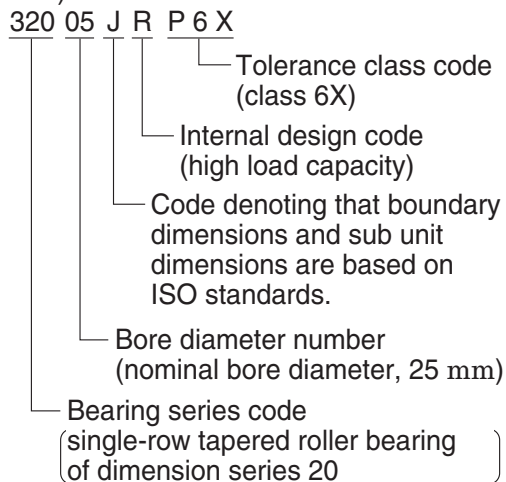 320 05 J R P 6 X
Tolerance class code
(class 6X)
Internal design code
(high load capacity)
Code denoting that boundary
dimensions and sub unit
dimensions are based on
ISO standards.
Bore diameter number
(nominal bore diameter, 25 mm)
Bearing series code
(single-row tapered roller bearing
of dimension series 20)